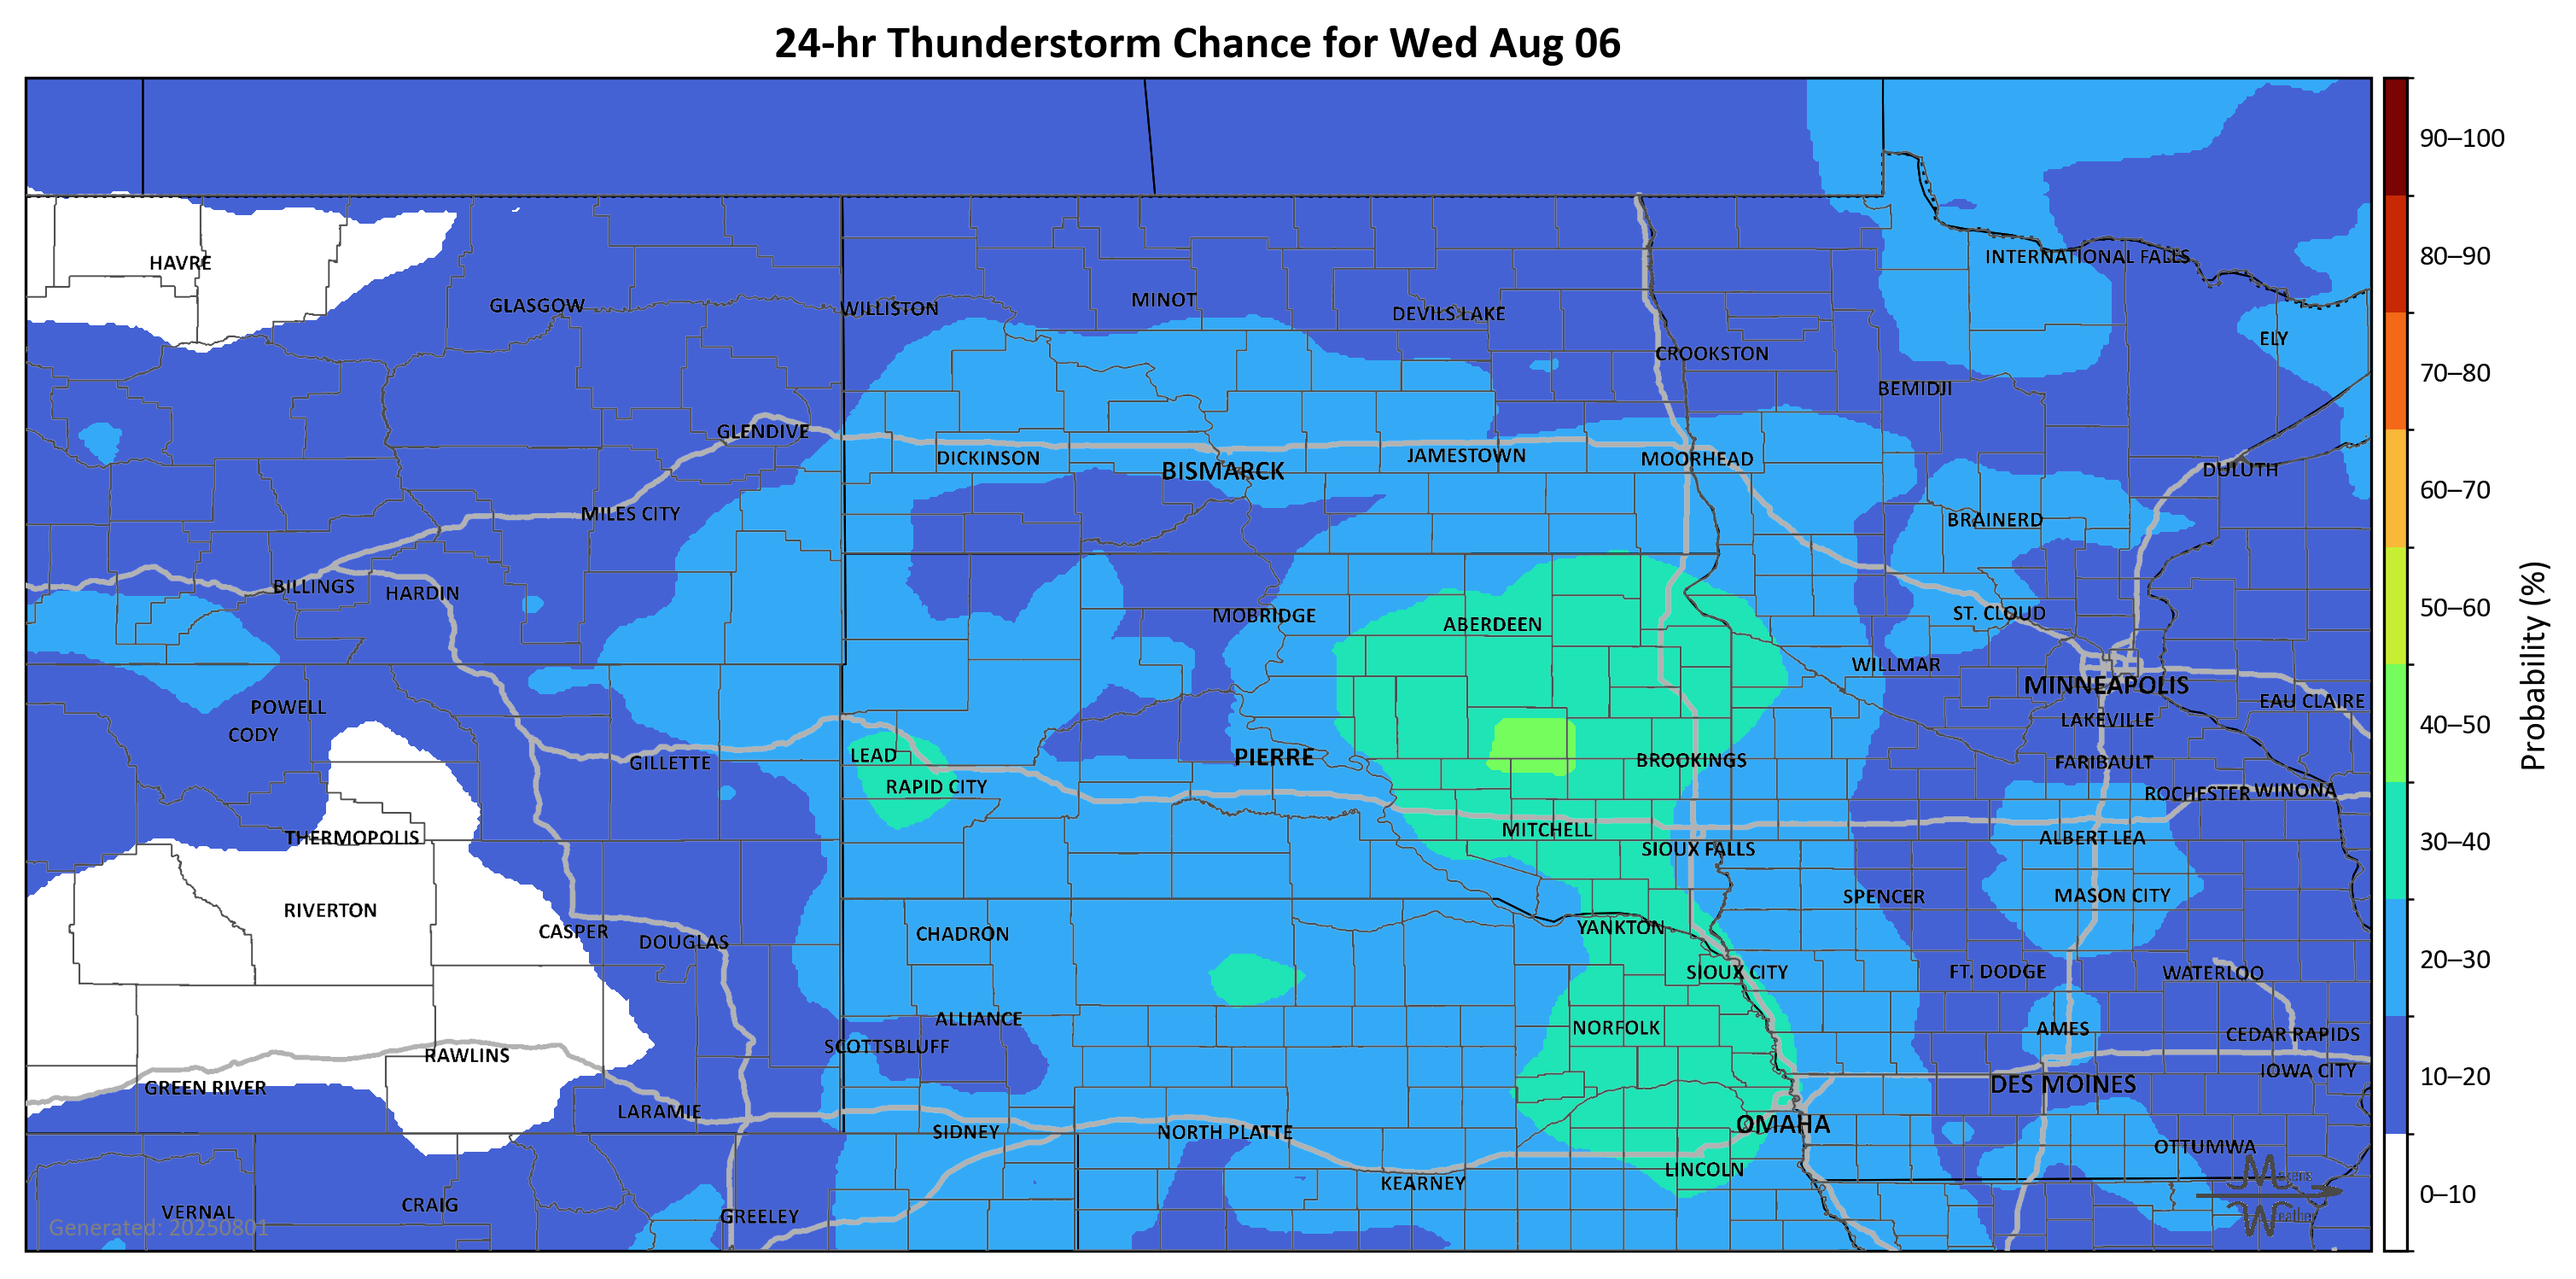 24-hr Thunderstorm Chance for Wed Aug 06
90–100
HAVRE
INTERNATIONAL FALLS
80–90
GLASGOW
WILLISTON
MINOT
DEVILS LAKE
ELY
CROOKSTON
70–80
BEMIDJI
GLENDIVE
DICKINSON
BISMARCK
JAMESTOWN
MOORHEAD
DULUTH
60–70
MILES CITY
BRAINERD
BILLINGS
HARDIN
MOBRIDGE
ABERDEEN
ST. CLOUD
50–60
WILLMAR
MINNEAPOLIS
EAU CLAIRE
POWELL
LAKEVILLE
CODY
40–50
LEAD
PIERRE
GILLETTE
BROOKINGS
FARIBAULT
RAPID CITY
ROCHESTER
WINONA
THERMOPOLIS
MITCHELL
ALBERT LEA
SIOUX FALLS
30–40
RIVERTON
SPENCER
MASON CITY
CASPER
DOUGLAS
CHADRON
YANKTON
20–30
SIOUX CITY
FT. DODGE
WATERLOO
ALLIANCE
NORFOLK
AMES
CEDAR RAPIDS
SCOTTSBLUFF
RAWLINS
IOWA CITY
10–20
GREEN RIVER
DES MOINES
LARAMIE
OMAHA
SIDNEY
NORTH PLATTE
OTTUMWA
LINCOLN
KEARNEY
0–10
VERNAL
CRAIG
GREELEY
Generated: 20250801
Probability (%)
Mekens
Weather